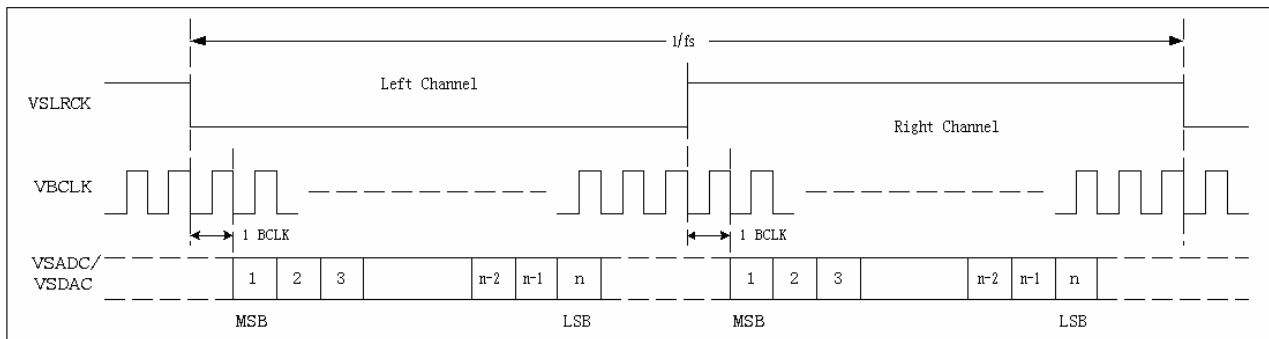 1/fs
Left Channel
VSLRCK
Right Channel
VBCLK
1 BCLK 1 BCLK
VSADC/
VSDAC
1 2 3 n-2 n-1 n 1 2 3 n-2 n-1 n
MSB LSB MSB LSB